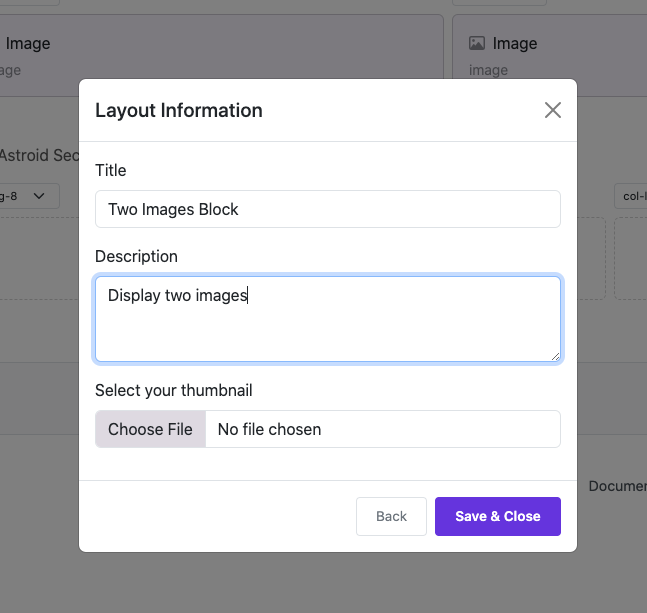 Image
Image
age
image
Layout Information
Astroid Sec
Title
g-8
col-l
Two Images Block
Description
Display two images
Select your thumbnail
Choose File
No file chosen
Documer
Back
Save & Close